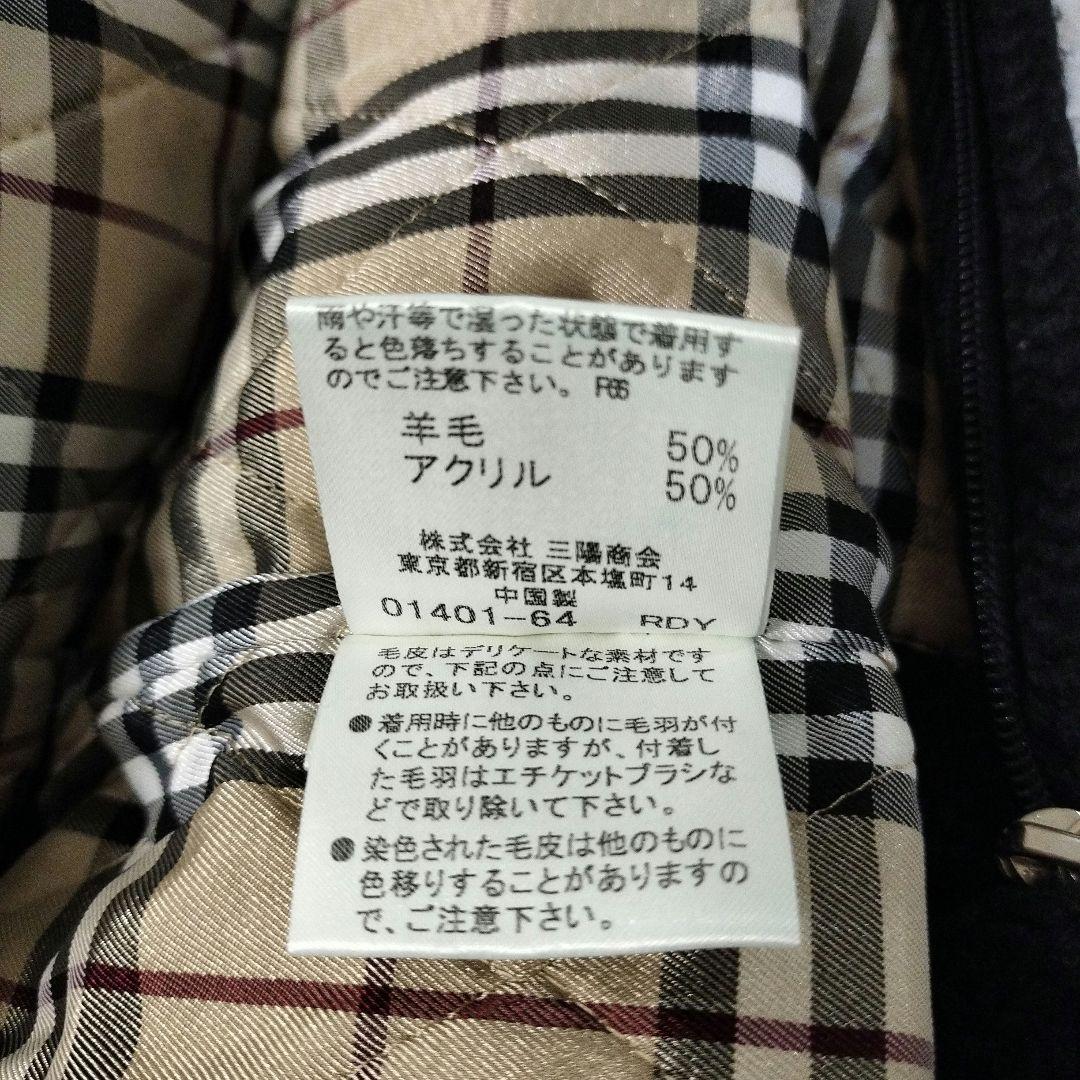 雨や汗等で湿った状態で着用す
ると色落ちすることがあります
のでご注意下さい。 R66
羊毛 50%
アクリル 50%
株式会社 三陽商会
東京都新宿区本塩町14
中国製
01401-64 RDY
毛皮はデリケートな素材です
ので、下記の点にご注意して
お取扱い下さい。
●着用時に他のものに毛羽が付
くことがありますが、付着し
た毛羽はエチケットブラシな
どで取り除いて下さい。
●染色された毛皮は他のものに
色移りすることがありますの
で、ご注意下さい。